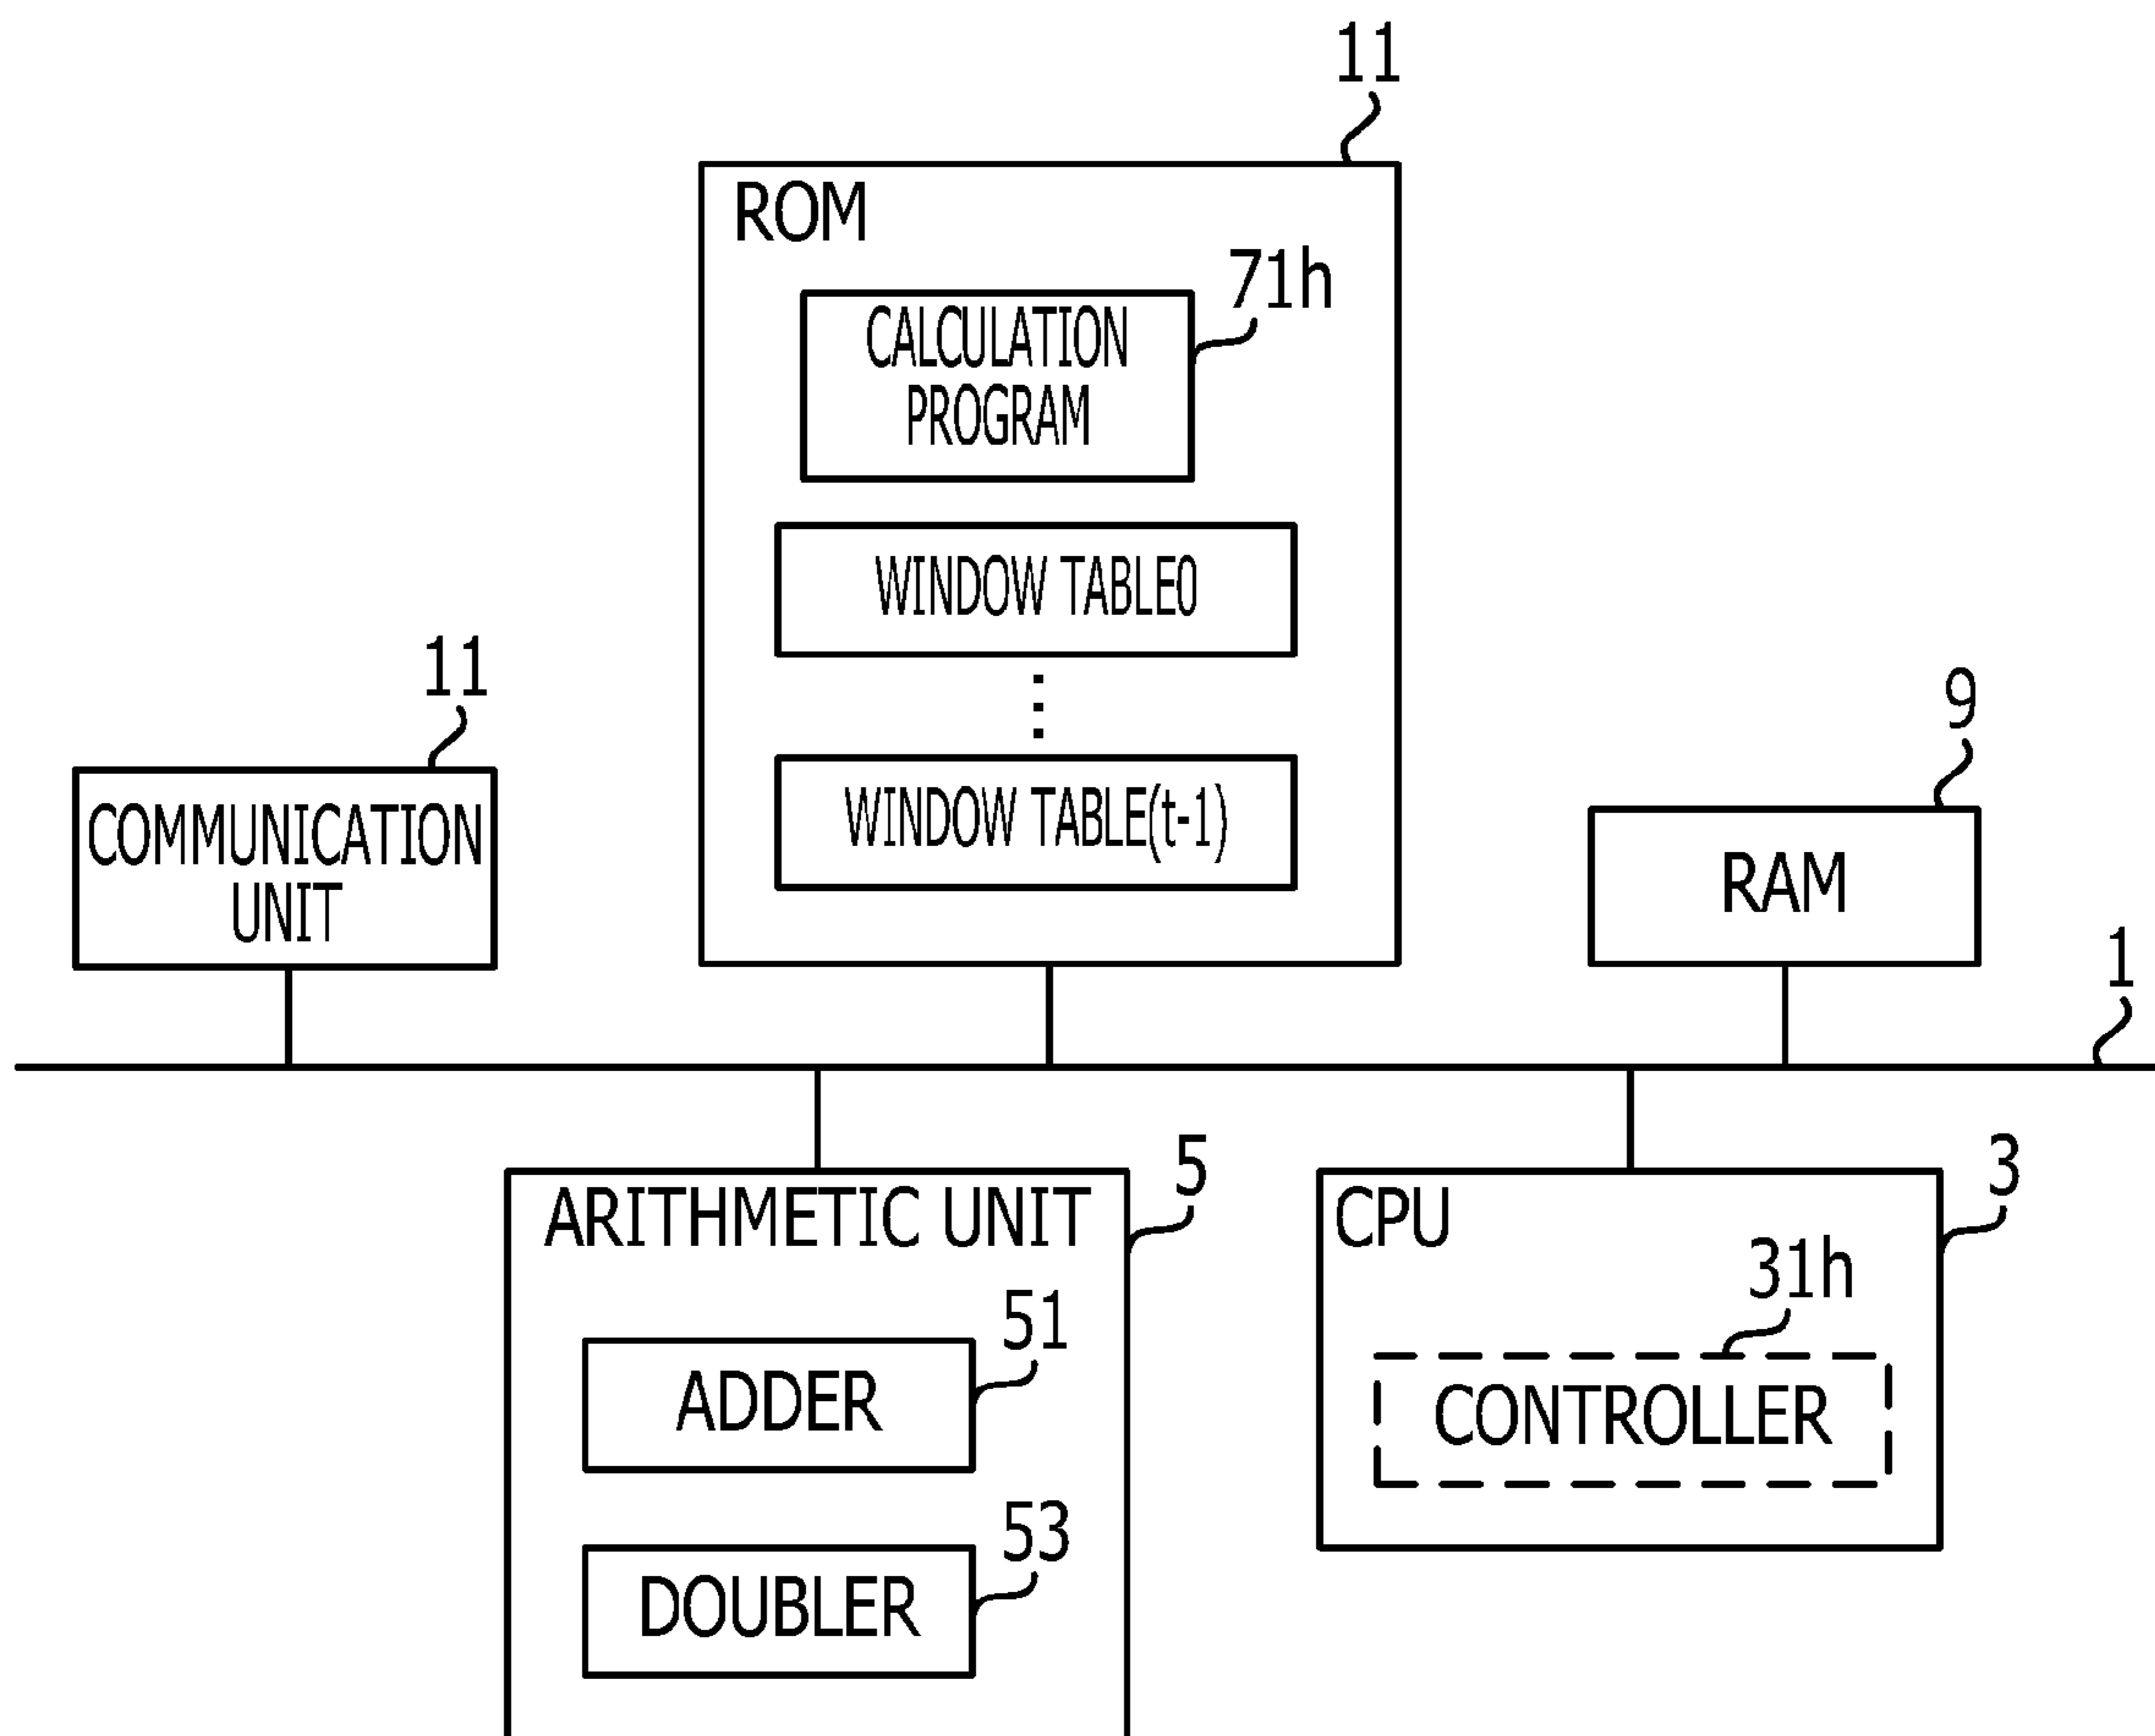 11
ROM
71h
CALCULATION
PROGRAM
WINDOW TABLE0
WINDOW TABLE(t-1)
11
COMMUNICATION
UNIT
9
RAM
1
ARITHMETIC UNIT
5
51
ADDER
53
DOUBLER
CPU
3
31h
CONTROLLER